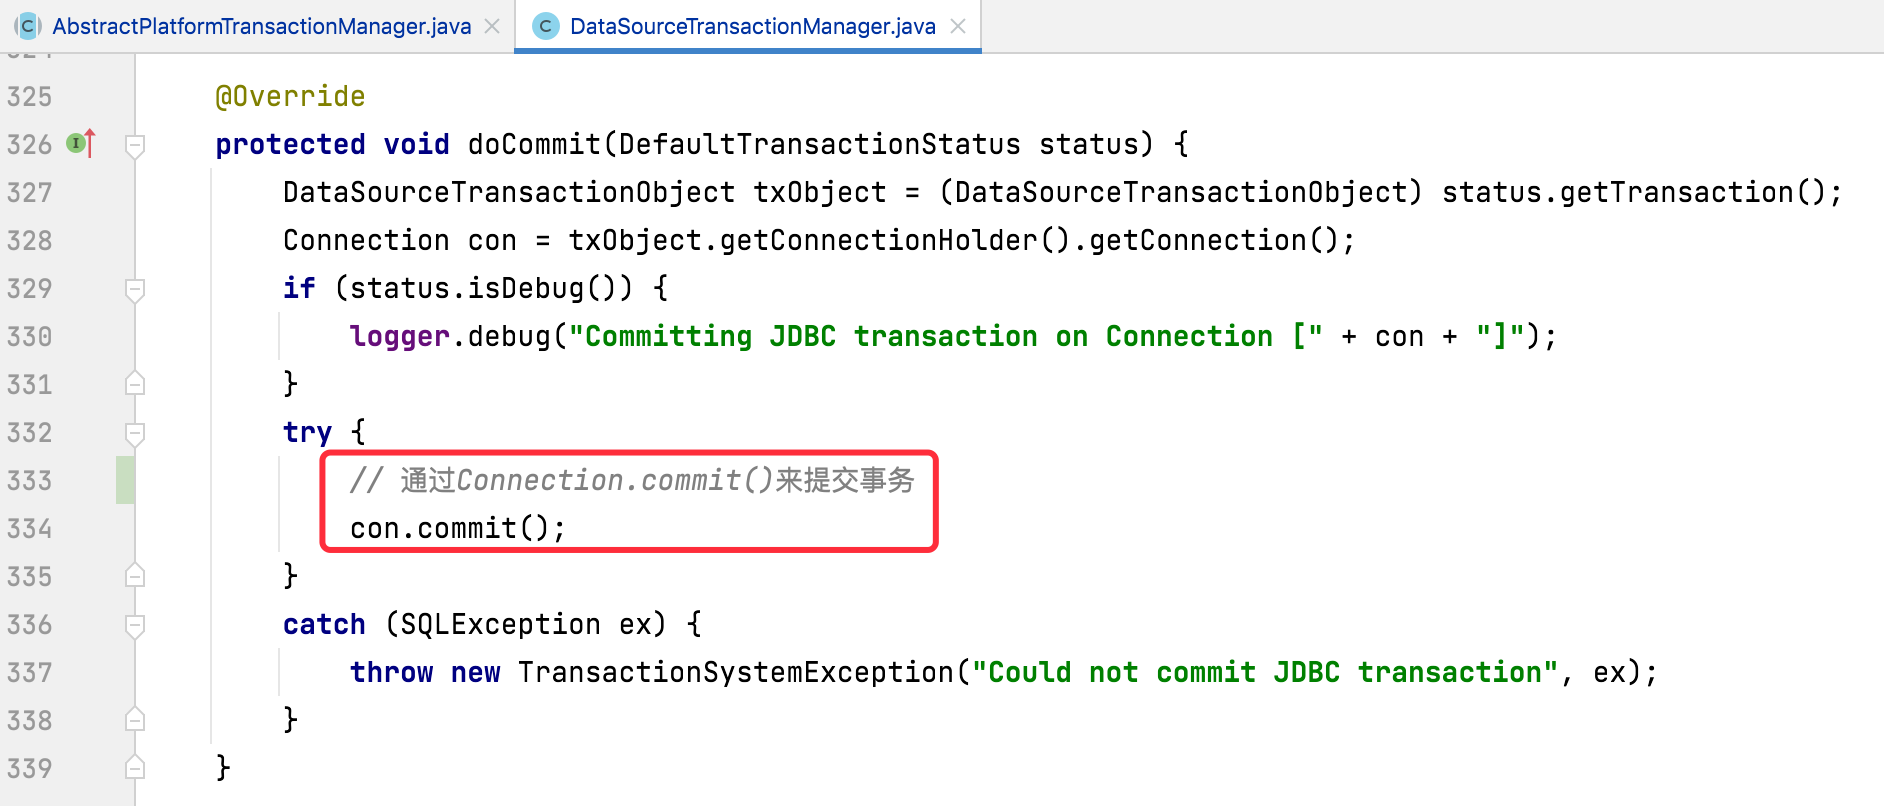 AbstractPlatformTransactionManager.java
DataSourceTransactionManager.java
325 @Override
326 protected void doCommit(DefaultTransactionStatus status) {
327 DataSourceTransactionObject txObject = (DataSourceTransactionObject) status.getTransaction();
328 Connection con = txObject.getConnectionHolder().getConnection();
329 if (status.isDebug()) {
330 logger.debug("Committing JDBC transaction on Connection [" + con + "]");
331 }
332 try {
333 // 通过Connection.commit()来提交事务
334 con.commit();
335 }
336 catch (SQLException ex) {
337 throw new TransactionSystemException("Could not commit JDBC transaction", ex);
338 }
339 }